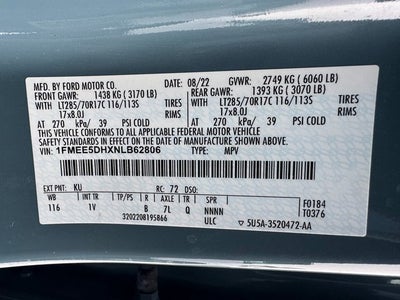 MFD. BY FORD MOTOR CO. 08/22 GVWR: 2749 KG (6060 LB)
FRONT GAWR: 1438 KG (3170 LB) REAR GAWR: 1393 KG (3070 LB)
WITH LT285/70R17C 116/113S TIRES WITH LT285/70R17C 116/113S TIRES
17x8.0J RIMS 17x8.0J RIMS
AT 270 kPa/ 39 PSI COLD AT 270 kPa/ 39 PSI COLD
THIS VEHICLE CONFORMS TO ALL APPLICABLE FEDERAL MOTOR VEHICLE
SAFETY STANDARDS IN EFFECT ON THE DATE OF MANUFACTURE SHOWN ABOVE.
VIN: 1FMEE5DHXNLB62806 TYPE: MPV
EXT PNT: KU RC: 72 DSO: F0184
WB INT TR TP/PS R AXLE TR SPR T0376
116 1V B 7L Q NNNN
3202208195866 ULC 5U5A-3520472-AA